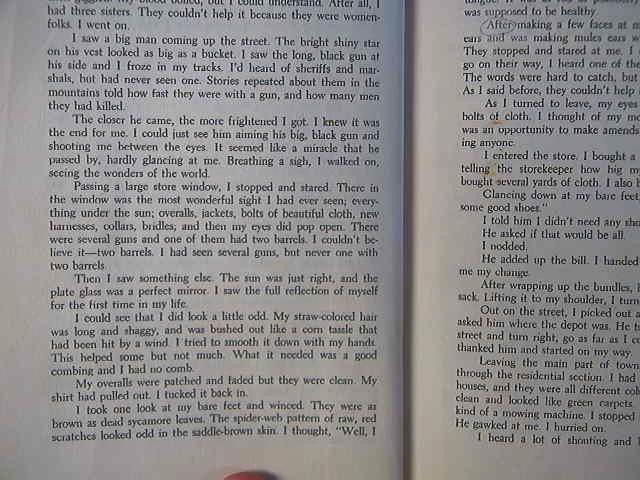 giggled. My blood boiled, but I could understand. After all, I
had three sisters. They couldn't help it because they were women-
folks. I went on.
I saw a big man coming up the street. The bright shiny star
on his vest looked as big as a bucket. I saw the long, black gun at
his side and I froze in my tracks. I'd heard of sheriffs and mar-
shals, but had never seen one. Stories repeated about them in the
mountains told how fast they were with a gun, and how many men
they had killed.
The closer he came, the more frightened I got. I knew it was
the end for me. I could just see him aiming his big, black gun and
shooting me between the eyes. It seemed like a miracle that he
passed by, hardly glancing at me. Breathing a sigh, I walked on,
seeing the wonders of the world.
Passing a large store window, I stopped and stared. There in
the window was the most wonderful sight I had ever seen; every-
thing under the sun; overalls, jackets, bolts of beautiful cloth, new
harnesses, collars, bridles; and then my eyes did pop open. There
were several guns and one of them had two barrels. I couldn't be-
lieve it—two barrels. I had seen several guns, but never one with
two barrels.
Then I saw something else. The sun was just right, and the
plate glass was a perfect mirror. I saw the full reflection of myself
for the first time in my life.
I could see that I did look a little odd. My straw-colored hair
was long and shaggy, and was bushed out like a corn tassle that
had been hit by a wind. I tried to smooth it down with my hands.
This helped some but not much. What it needed was a good
combing and I had no comb.
My overalls were patched and faded but they were clean. My
shirt had pulled out. I tucked it back in.
I took one look at my bare feet and winced. They were as
brown as dead sycamore leaves. The spider-web pattern of raw, red
scratches looked odd in the saddle-brown skin. I thought, "Well, I
was supposed to be healthy.
After making a few faces at m
ears and was making mules ears w
They stopped and stared at me. I
go on their way, I heard one of the
The words were hard to catch, but
As I said before, they couldn't help
As I turned to leave, my eyes
bolts of cloth. I thought of my mo
was an opportunity to make amends
ing anyone.
I entered the store. I bought a
telling the storekeeper how big m
bought several yards of cloth. I also
Glancing down at my bare feet,
some good shoes."
I told him I didn't need any sho
He asked if that would be all.
I nodded.
He added up the bill. I handed
me my change.
After wrapping up the bundles,
sack. Lifting it to my shoulder, I turn
Out on the street, I picked out a
asked him where the depot was. He
street and turn right, go as far as I co
thanked him and started on my way.
Leaving the main part of town
through the residential section. I had
houses, and they were all different col
clean and looked like green carpets.
kind of a mowing machine. I stopped
He gawked at me. I hurried on.
I heard a lot of shouting and